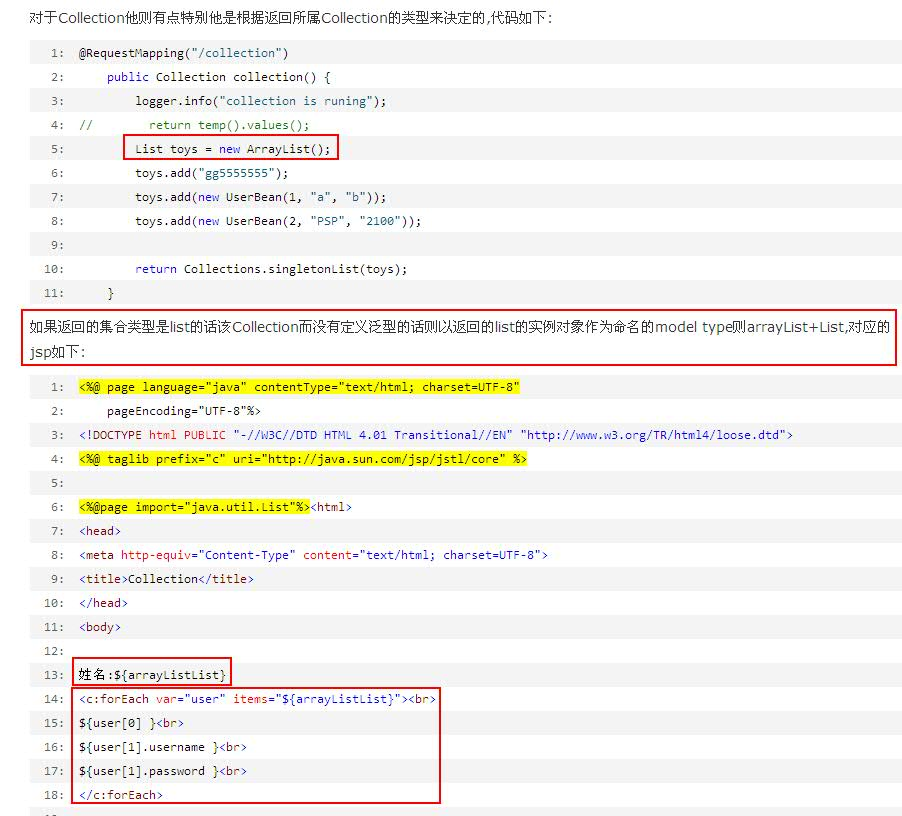 对于Collection他则有点特别他是根据返回所属Collection的类型来决定的,代码如下:
1: @RequestMapping("/collection")
2:     public Collection collection() {
3:         logger.info("collection is runing");
4: //        return temp().values();
5:         List toys = new ArrayList();
6:         toys.add("gg5555555");
7:         toys.add(new UserBean(1, "a", "b"));
8:         toys.add(new UserBean(2, "PSP", "2100"));
9:
10:         return Collections.singletonList(toys);
11:     }
如果返回的集合类型是list的话该Collection而没有定义泛型的话则以返回的list的实例对象作为命名的model type则arrayList+List,对应的
jsp如下:
1: <%@ page language="java" contentType="text/html; charset=UTF-8"
2:     pageEncoding="UTF-8"%>
3: <!DOCTYPE html PUBLIC "-//W3C//DTD HTML 4.01 Transitional//EN" "http://www.w3.org/TR/html4/loose.dtd">
4: <%@ taglib prefix="c" uri="http://java.sun.com/jsp/jstl/core" %>
5:
6: <%@page import="java.util.List"%><html>
7: <head>
8: <meta http-equiv="Content-Type" content="text/html; charset=UTF-8">
9: <title>Collection</title>
10: </head>
11: <body>
12:
13: 姓名:${arrayListList}
14: <c:forEach var="user" items="${arrayListList}"><br>
15: ${user[0] }<br>
16: ${user[1].username }<br>
17: ${user[1].password }<br>
18: </c:forEach>